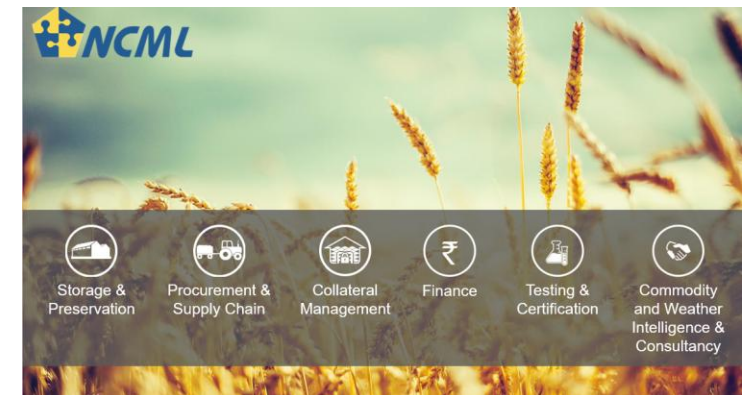 NCML
Storage &
Preservation
Procurement &
Supply Chain
Collateral
Management
₹
Finance
Testing &
Certification
Commodity
and Weather
Intelligence &
Consultancy